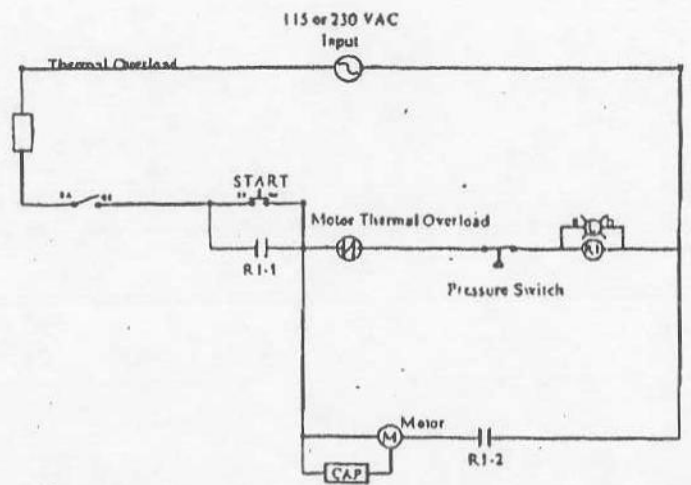 115 or 230 VAC
Input
Thermal Overload
START
Motor Thermal Overload
R1-1
R1
Pressure Switch
Motor
M
R1-2
CAP